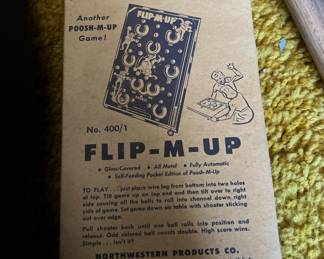 Another
POOSH-M-UP
Game!
FLIP-M-UP
No. 400/1
FLIP-M-UP
• Glass-Covered • All Metal • Fully Automatic
• Self-Feeding Pocket Edition of Poosh-M-Up
TO PLAY . . . just place wire leg from bottom into two holes
at top. Tilt game up on top end and then tilt over to right
side causing all the balls to roll into channel down right
side of game. Set game down on table with shooter sticking
out over edge.
Pull shooter back until one ball rolls into position and
release. Odd colored ball counts double. High score wins.
Simple . . . isn't it?
NORTHWESTERN PRODUCTS CO.